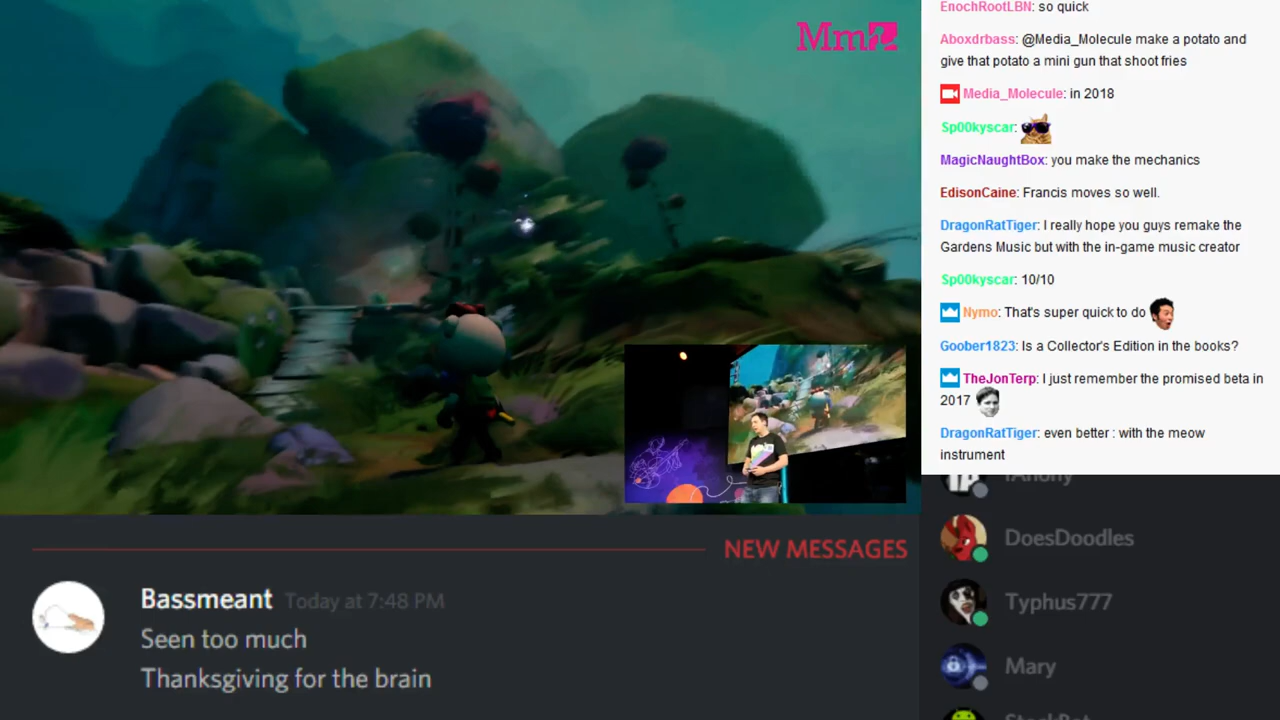 Mm
EnochRootLBN: so quick
Aboxdrbass: @Media_Molecule make a potato and
give that potato a mini gun that shoot fries
Media_Molecule: in 2018
Sp00kyscar:
MagicNaughtBox: you make the mechanics
EdisonCaine: Francis moves so well.
DragonRatTiger: I really hope you guys remake the
Gardens Music but with the in-game music creator
Sp00kyscar: 10/10
Nymo: That's super quick to do
Goober1823: Is a Collector's Edition in the books?
TheJonTerp: I just remember the promised beta in
2017
DragonRatTiger: even better : with the meow
instrument
NEW MESSAGES
Bassmeant Today at 7:48 PM
Seen too much
Thanksgiving for the brain
DoesDoodles
Typhus777
Mary